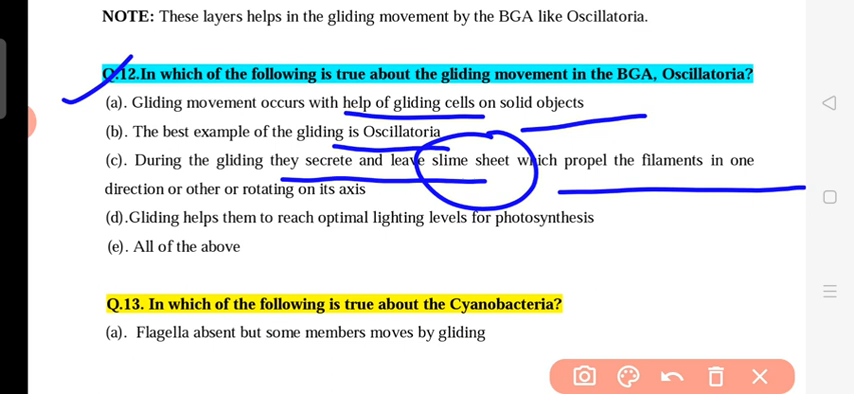 NOTE: These layers helps in the gliding movement by the BGA like Oscillatoria.
Q.12.In which of the following is true about the gliding movement in the BGA, Oscillatoria?
(a). Gliding movement occurs with help of gliding cells on solid objects
(b). The best example of the gliding is Oscillatoria
(c). During the gliding they secrete and leave slime sheet which propel the filaments in one
direction or other or rotating on its axis
(d).Gliding helps them to reach optimal lighting levels for photosynthesis
(e). All of the above
Q.13. In which of the following is true about the Cyanobacteria?
(a). Flagella absent but some members moves by gliding